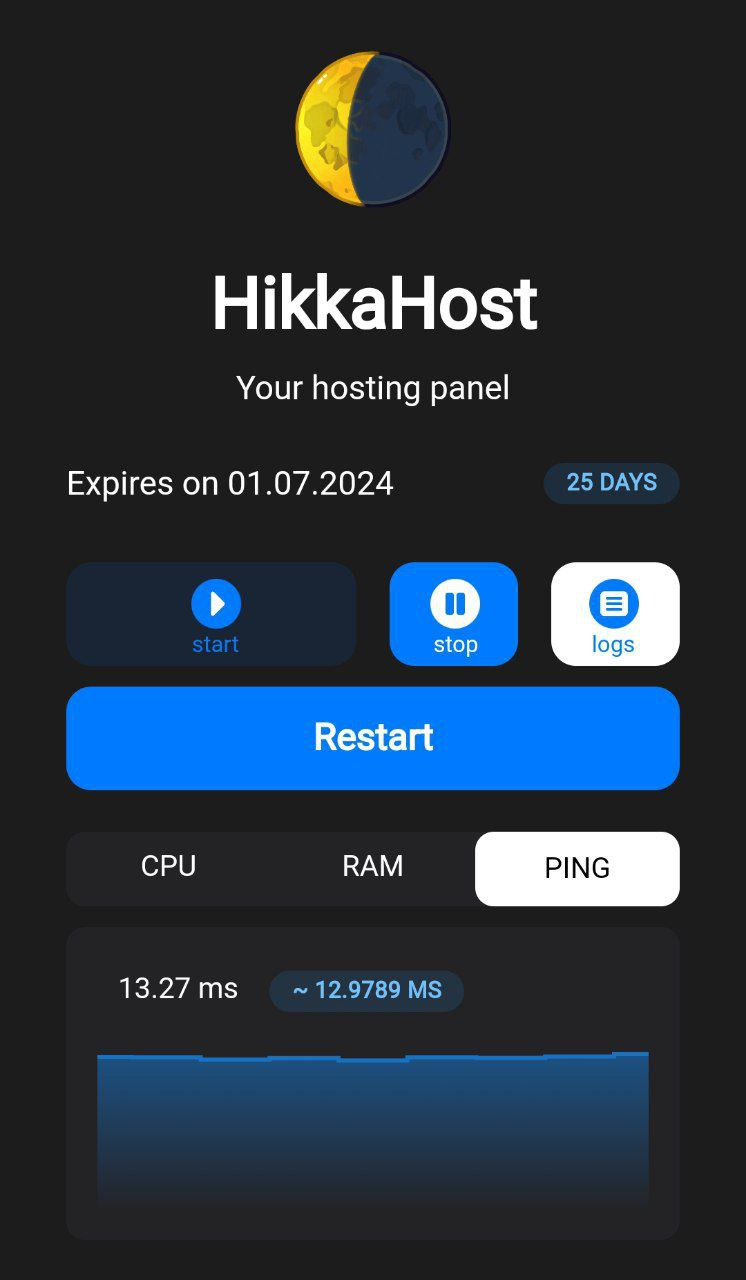 HikkaHost
Your hosting panel
Expires on 01.07.2024 25 DAYS
start stop logs
Restart
CPU RAM PING
13.27 ms ~ 12.9789 MS